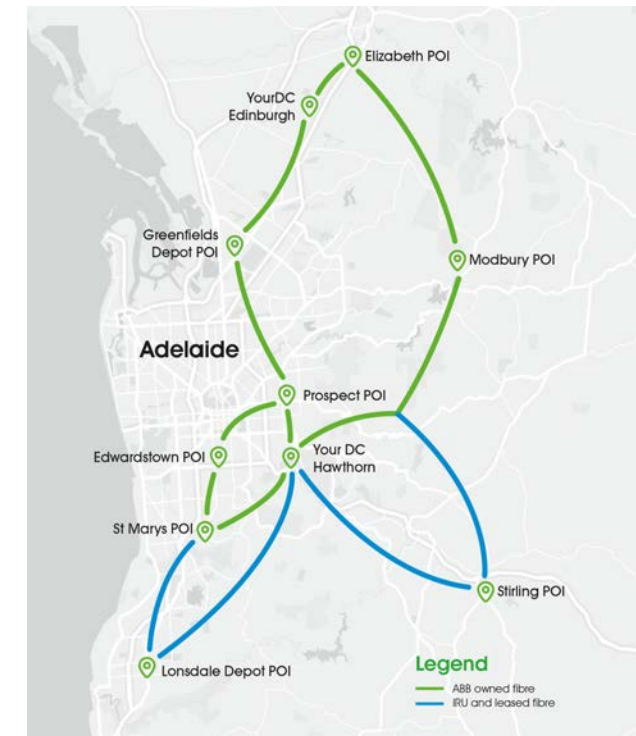 Elizabeth POI
YourDC
Edinburgh
Greenfields
Depot POI
Modbury POI
Adelaide
Prospect POI
Edwardstown POI
Your DC
Hawthorn
St Marys POI
Stirling POI
Lonsdale Depot POI
Legend
ABB owned fibre
IRU and leased fibre